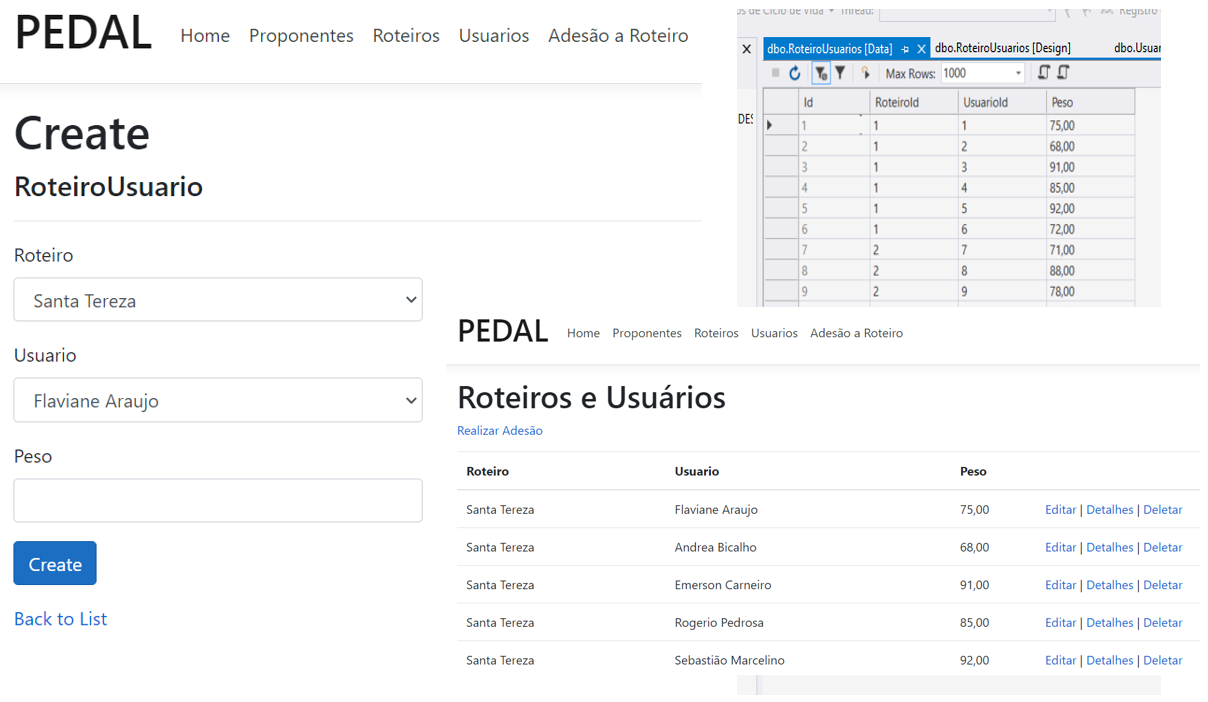 PEDAL Home Proponentes Roteiros Usuarios Adesão a Roteiro
Create
RoteiroUsuario
Roteiro
Santa Tereza
Usuario
Flaviane Araujo
Peso
Create
Back to List
de Ciclo de Vida Thread: Registro
dbo.RoteiroUsuarios [Data] dbo.RoteiroUsuarios [Design]
Max Rows: 1000
Id RoteiroId UsuarioId Peso
1 1 1 75,00
2 1 2 68,00
3 1 3 91,00
4 1 4 85,00
5 1 5 92,00
6 1 6 72,00
7 2 7 71,00
8 2 8 88,00
9 2 9 78,00
PEDAL Home Proponentes Roteiros Usuarios Adesão a Roteiro
Roteiros e Usuários
Realizar Adesão
Roteiro Usuario Peso
Santa Tereza Flaviane Araujo 75,00 Editar | Detalhes | Deletar
Santa Tereza Andrea Bicalho 68,00 Editar | Detalhes | Deletar
Santa Tereza Emerson Carneiro 91,00 Editar | Detalhes | Deletar
Santa Tereza Rogerio Pedrosa 85,00 Editar | Detalhes | Deletar
Santa Tereza Sebastião Marcelino 92,00 Editar | Detalhes | Deletar